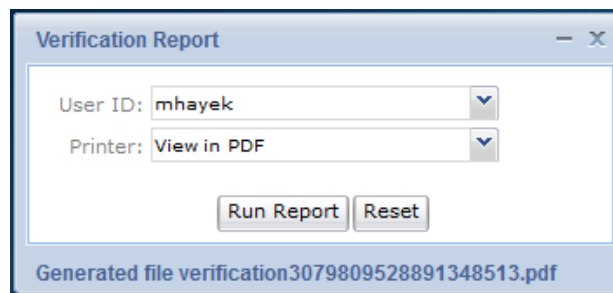 Verification Report
User ID: mhayek
Printer: View in PDF
Run Report Reset
Generated file verification3079809528891348513.pdf